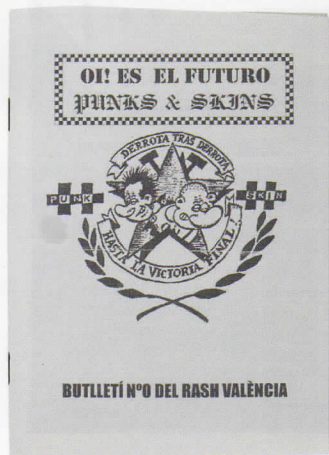 OI! ES EL FUTURO
PUNKS & SKINS
DERROTA TRAS DERROTA
PUNK
SKIN
HASTA LA VICTORIA FINAL
BUTLLETÍ Nº0 DEL RASH VALÈNCIA